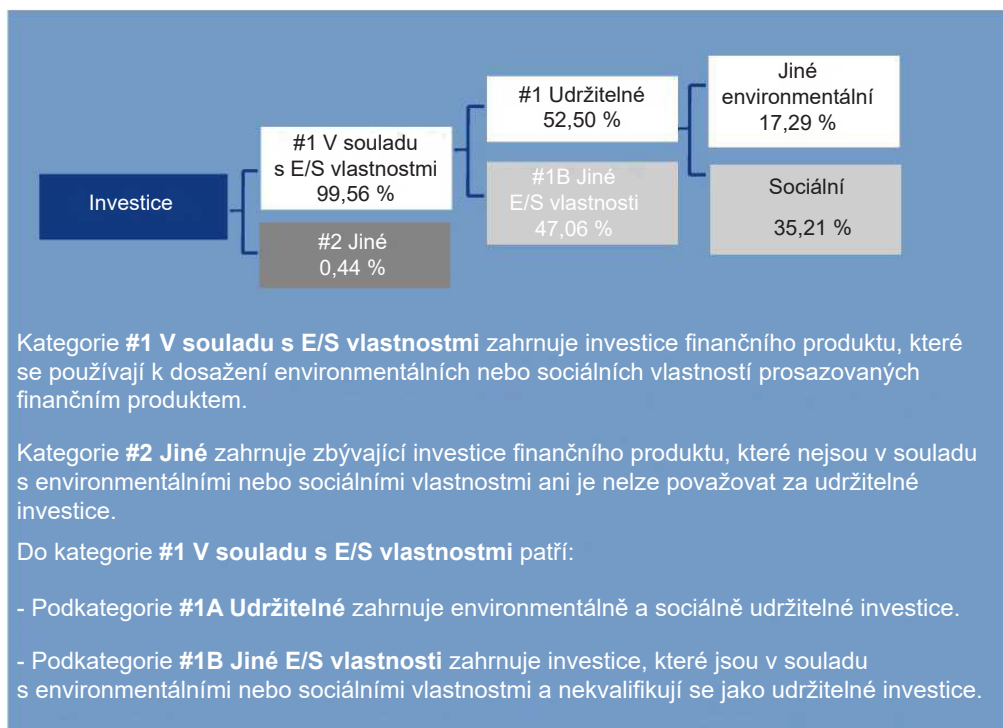 Investice
#1 V souladu
s E/S vlastnostmi
99,56 %
#2 Jiné
0,44 %
#1 Udržitelné
52,50 %
#1B Jiné
E/S vlastnosti
47,06 %
Jiné
environmentální
17,29 %
Sociální
35,21 %
Kategorie #1 V souladu s E/S vlastnostmi zahrnuje investice finančního produktu, které
se používají k dosažení environmentálních nebo sociálních vlastností prosazovaných
finančním produktem.
Kategorie #2 Jiné zahrnuje zbývající investice finančního produktu, které nejsou v souladu
s environmentálními nebo sociálními vlastnostmi ani je nelze považovat za udržitelné
investice.
Do kategorie #1 V souladu s E/S vlastnostmi patří:
- Podkategorie #1A Udržitelné zahrnuje environmentálně a sociálně udržitelné investice.
- Podkategorie #1B Jiné E/S vlastnosti zahrnuje investice, které jsou v souladu
s environmentálními nebo sociálními vlastnostmi a nekvalifikují se jako udržitelné investice.